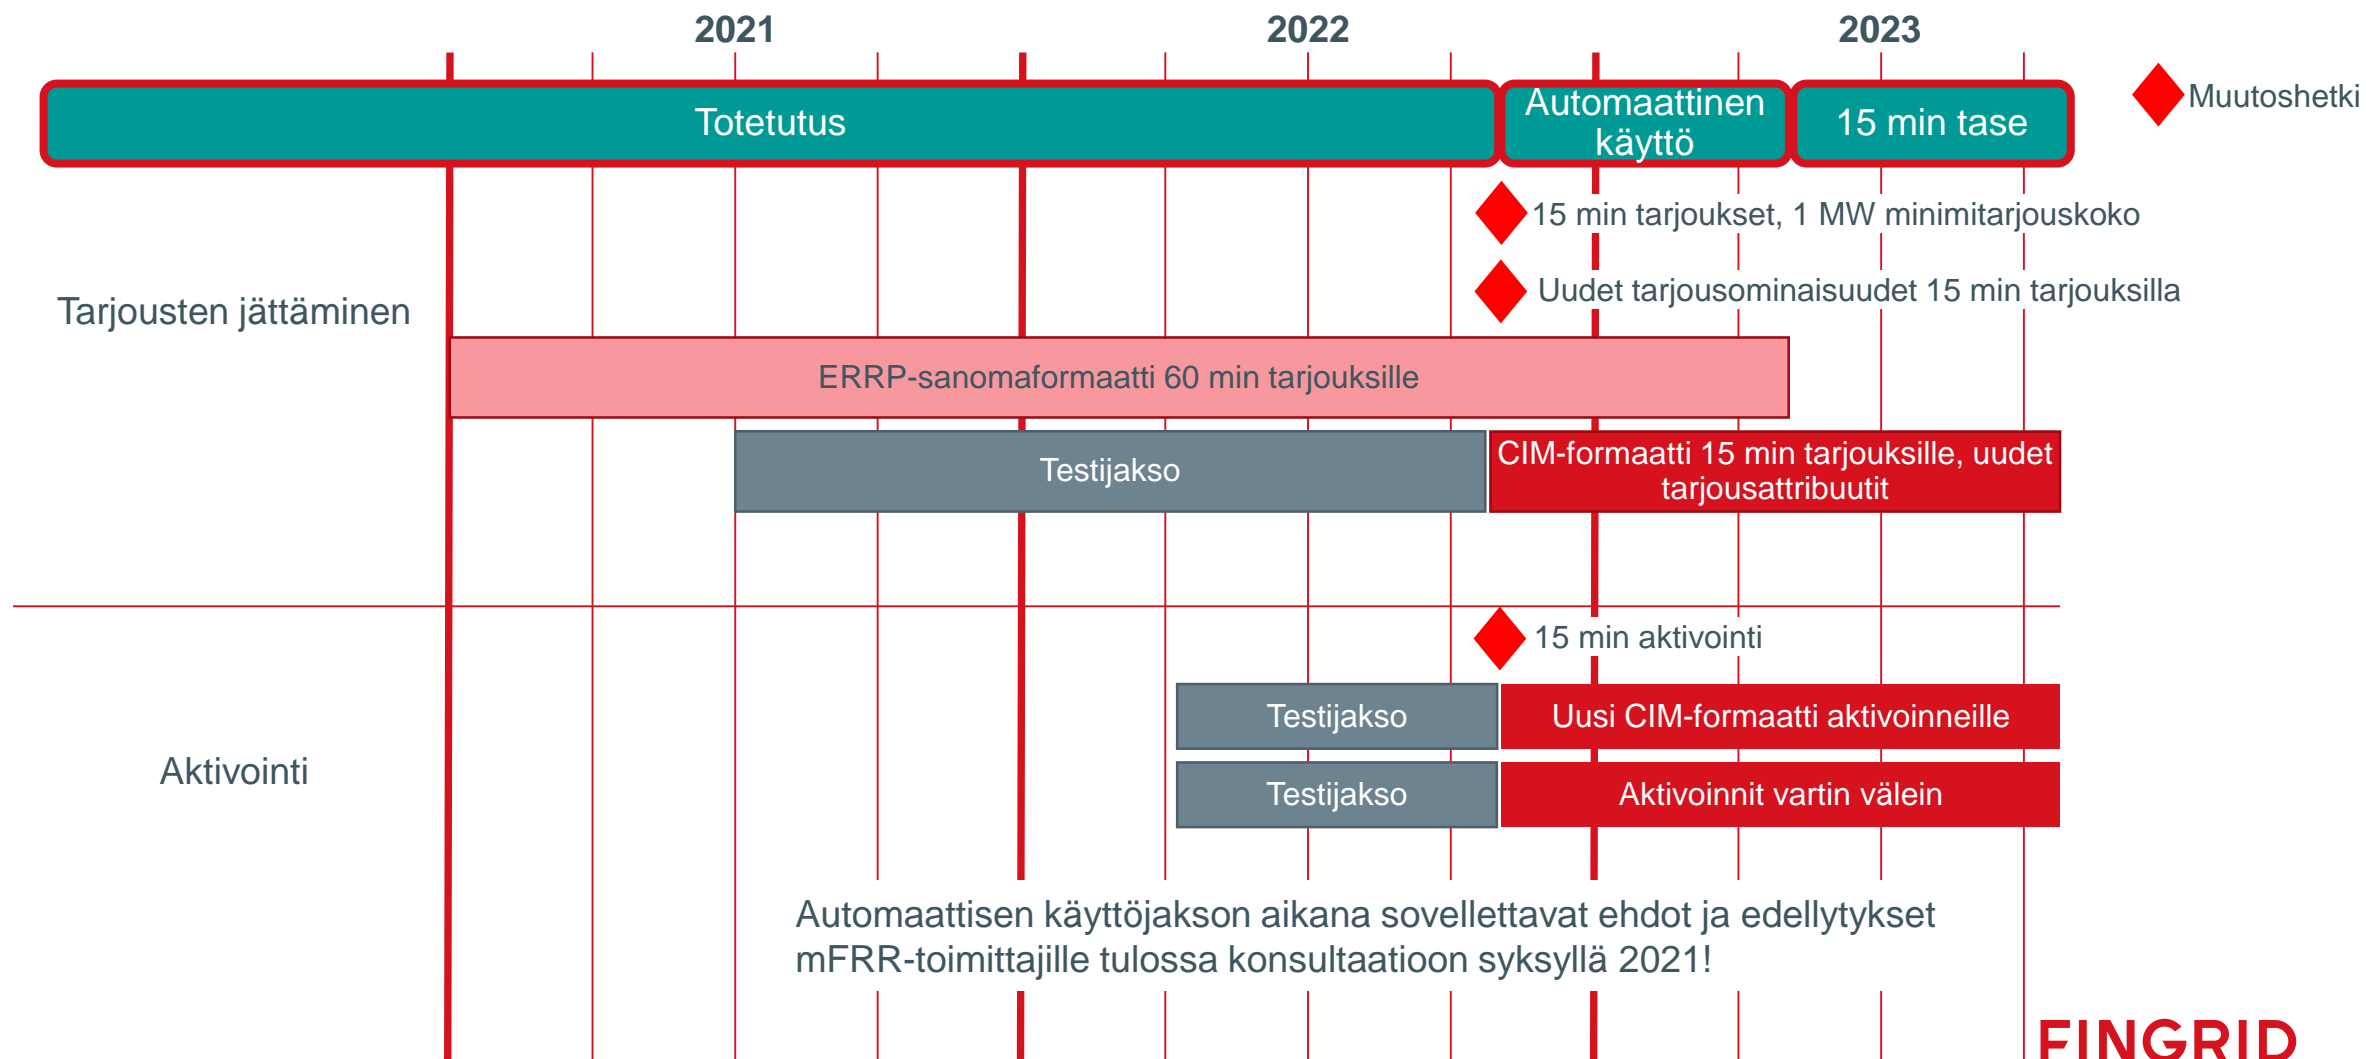 2021
2022
2023
Muutoshetki
Totetutus
Automaattinen
käyttö
15 min tase
15 min tarjoukset, 1 MW minimitarjouskoko
Uudet tarjousominaisuudet 15 min tarjouksilla
Tarjousten jättäminen
ERRP-sanomaformaatti 60 min tarjouksille
Testijakso
CIM-formaatti 15 min tarjouksille, uudet
tarjousattribuutit
15 min aktivointi
Testijakso
Uusi CIM-formaatti aktivoinneille
Aktivointi
Testijakso
Aktivoinnit vartin välein
Automaattisen käyttöjakson aikana sovellettavat ehdot ja edellytykset
mFRR-toimittajille tulossa konsultaatioon syksyllä 2021!
FINGRID